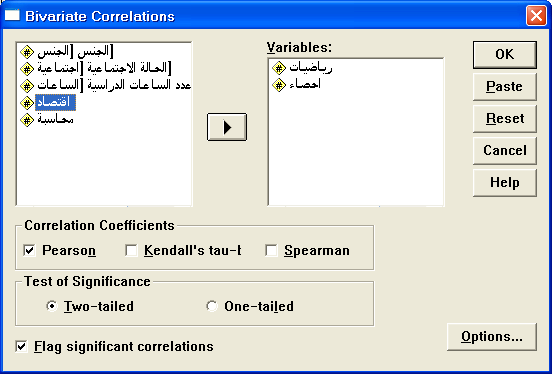 Bivariate Correlations
الجنس [الجنس]
الحالة الاجتماعية [اجتماعية]
عدد الساعات الدراسية [الساعات
اقتصاد
محاسبة
Variables:
رياضيات
احصاء
OK
Paste
Reset
Cancel
Help
Correlation Coefficients
Pearson
Kendall's tau-b
Spearman
Test of Significance
Two-tailed
One-tailed
Flag significant correlations
Options...